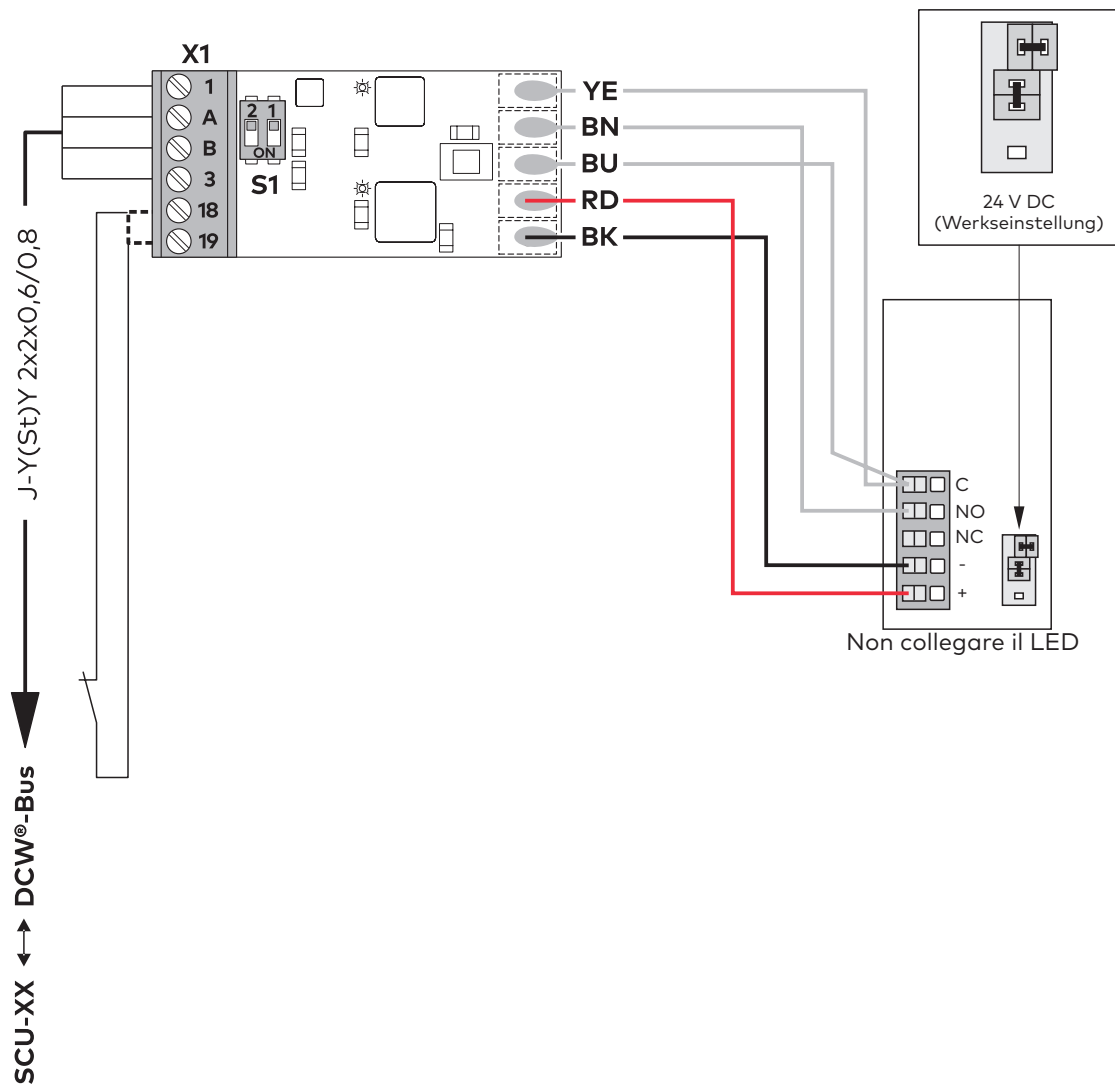 X1
1
A
B
3
18
19
2 1
ON
S1
YE
BN
BU
RD
BK
24 V DC
(Werkseinstellung)
C
NO
NC
-
+
Non collegare il LED
J-Y(St)Y 2x2x0,6/0,8
SCU-XX ↔ DCW®-Bus